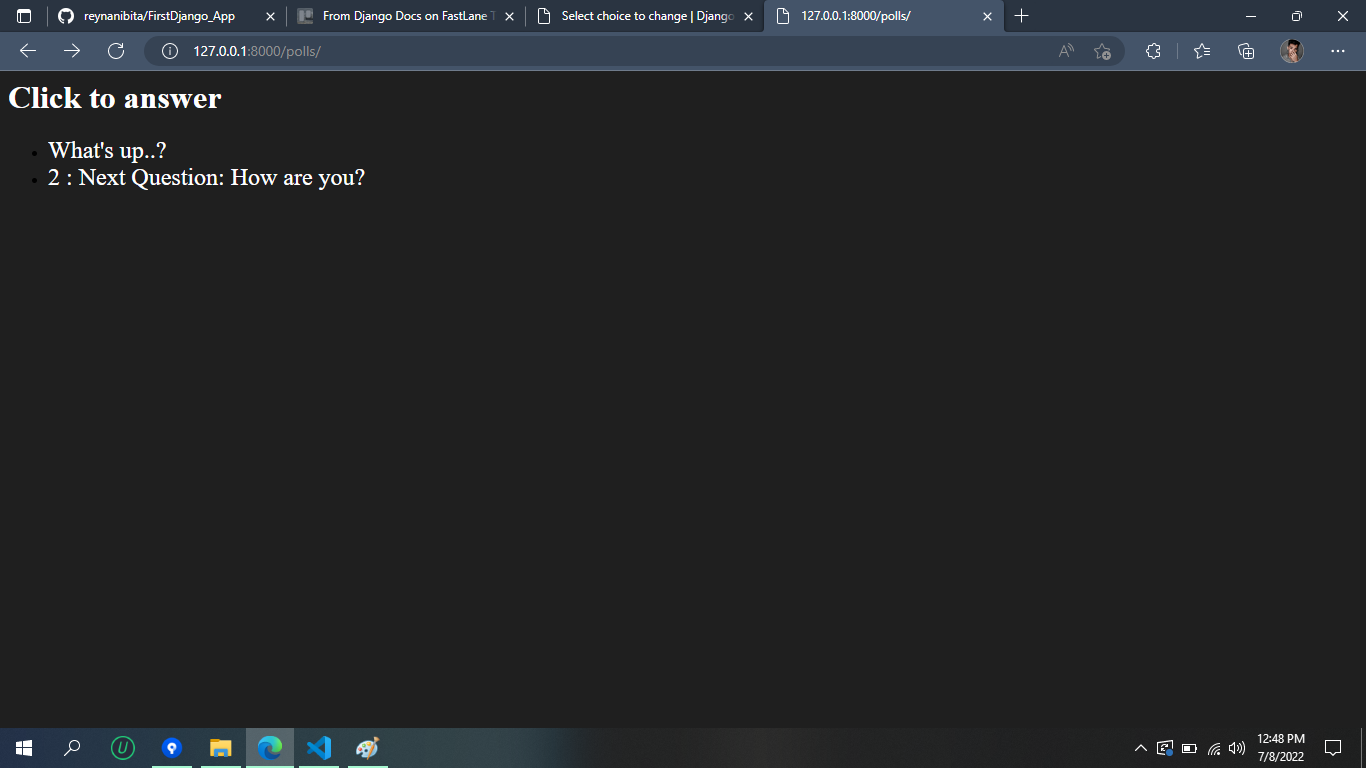 reynanibita/FirstDjango_App
From Django Docs on FastLane T
Select choice to change | Django
127.0.0.1:8000/polls/
127.0.0.1:8000/polls/
Click to answer
What's up..?
2 : Next Question: How are you?
12:48 PM
7/8/2022